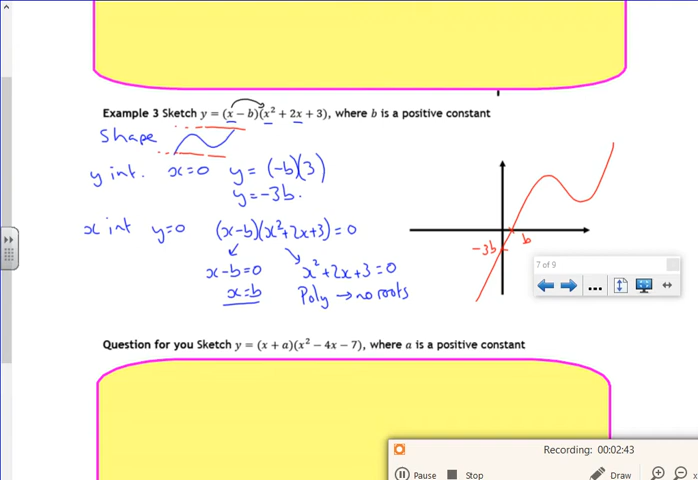 Example 3 Sketch y = (x − b)(x² + 2x + 3), where b is a positive constant
Shape
y int. x=0 y = (-b)(3)
y = -3b.
x int y=0 (x-b)(x²+2x+3)=0
x-b=0 x²+2x+3=0
x=b Poly → no roots
-3b b
7 of 9
...
Question for you Sketch y = (x + a)(x² − 4x − 7), where a is a positive constant
Recording: 00:02:43
Pause Stop Draw